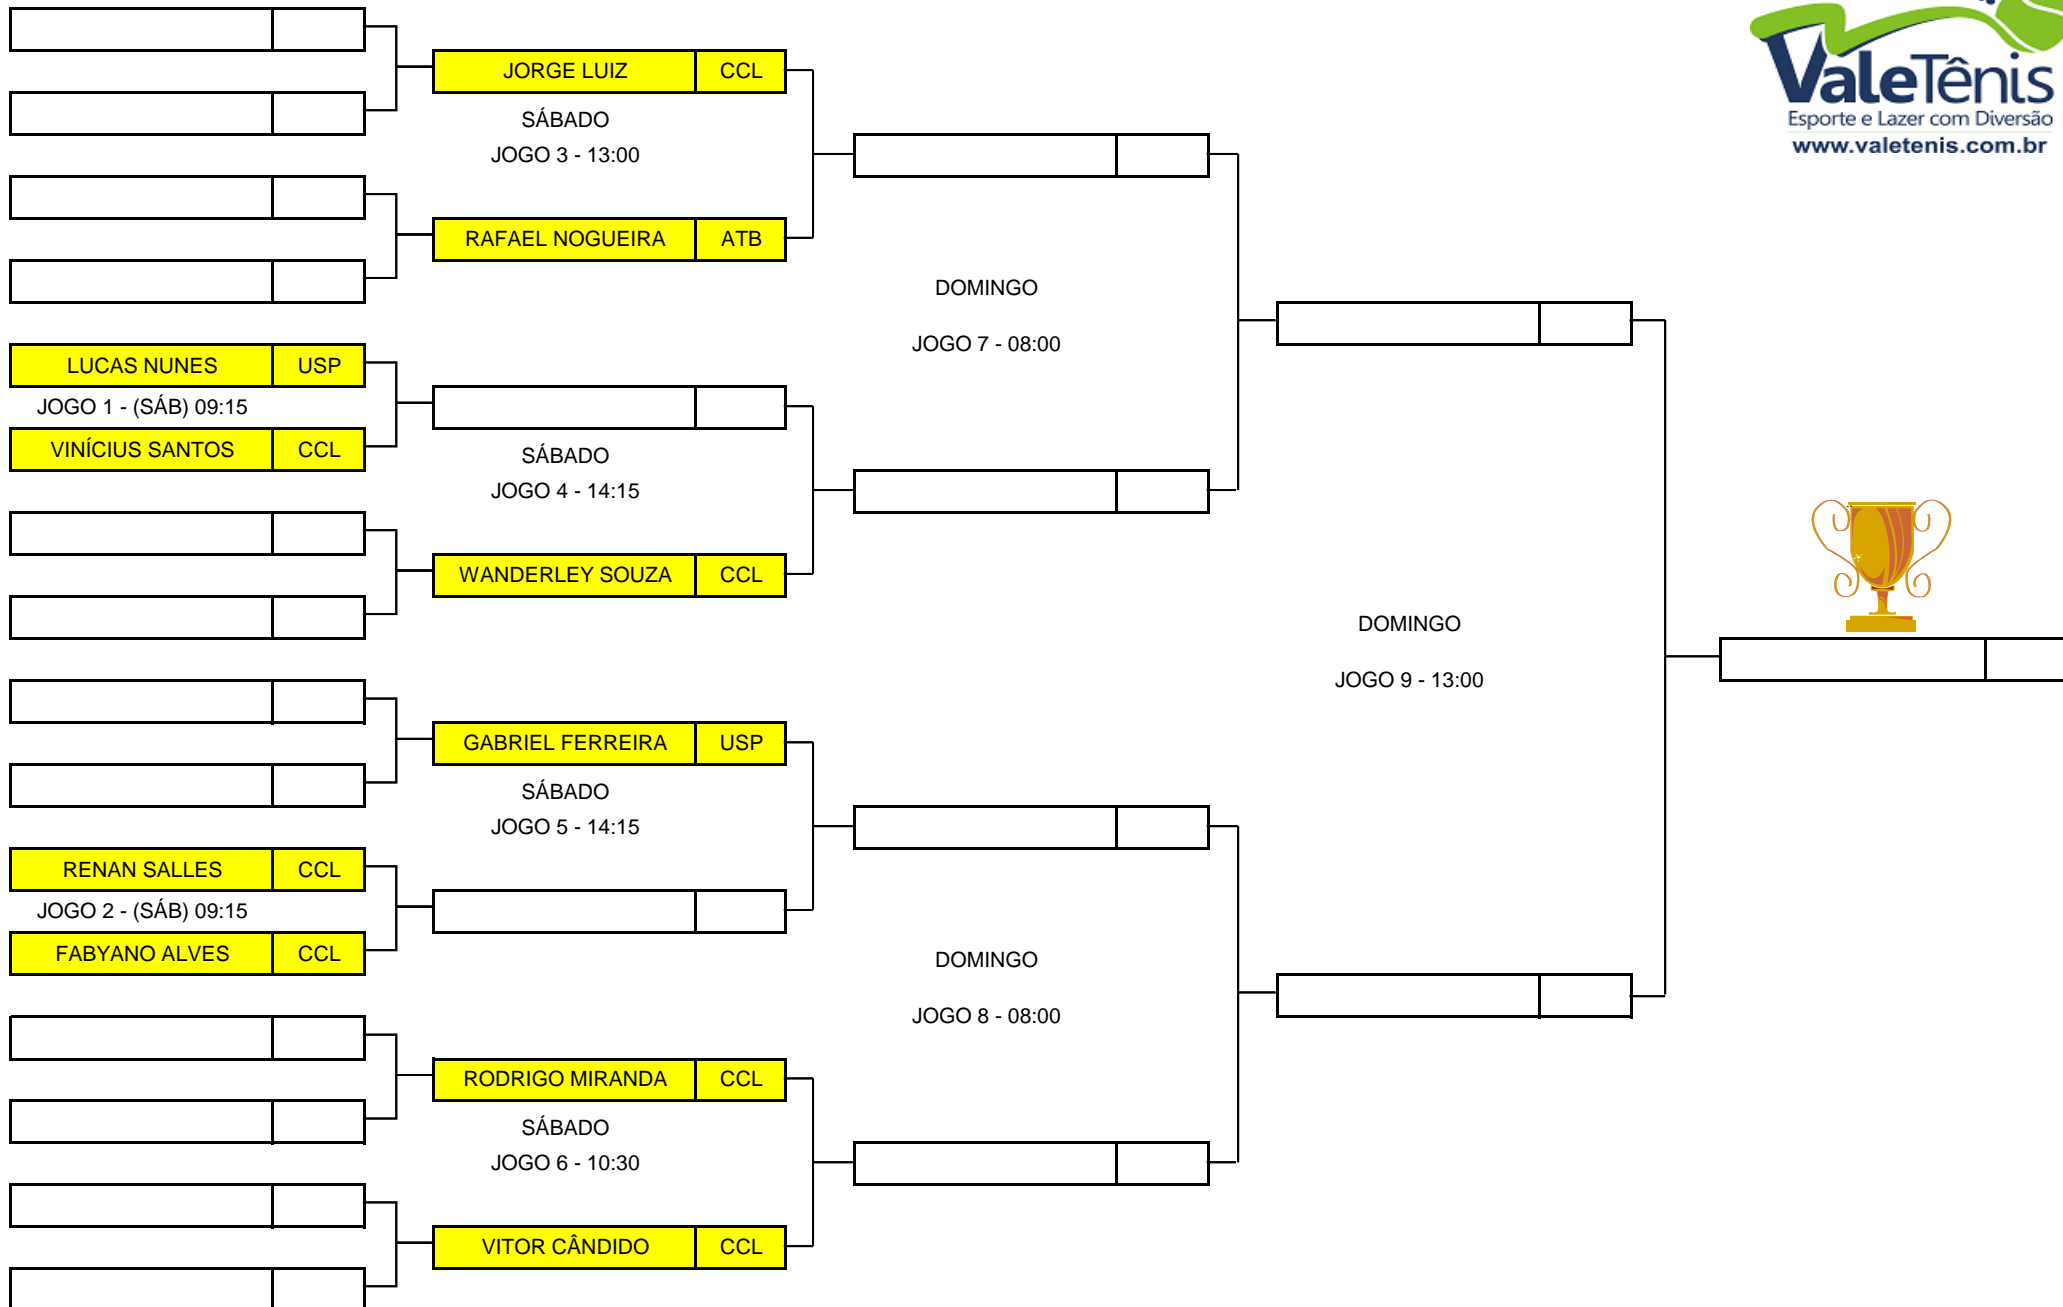 JORGE LUIZ CCL
SÁBADO
JOGO 3 - 13:00
RAFAEL NOGUEIRA ATB
LUCAS NUNES USP
JOGO 1 - (SÁB) 09:15
VINÍCIUS SANTOS CCL
SÁBADO
JOGO 4 - 14:15
WANDERLEY SOUZA CCL
GABRIEL FERREIRA USP
SÁBADO
JOGO 5 - 14:15
RENAN SALLES CCL
JOGO 2 - (SÁB) 09:15
FABYANO ALVES CCL
RODRIGO MIRANDA CCL
SÁBADO
JOGO 6 - 10:30
VITOR CÂNDIDO CCL
DOMINGO
JOGO 7 - 08:00
DOMINGO
JOGO 8 - 08:00
DOMINGO
JOGO 9 - 13:00
ValeTênis
Esporte e Lazer com Diversão
www.valetenis.com.br